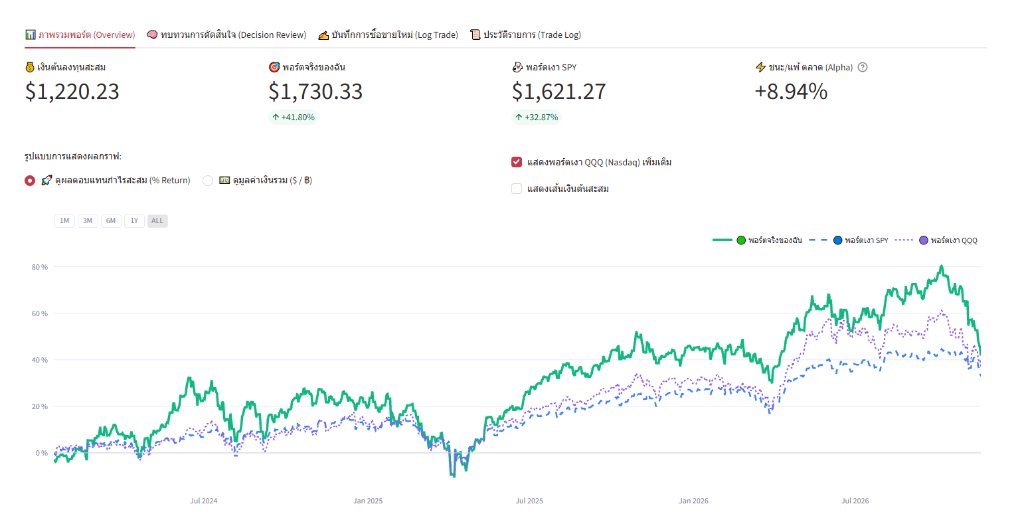 📊 ภาพรวมพอร์ต (Overview) 🧠 ทบทวนการตัดสินใจ (Decision Review) ✍️ บันทึกการซื้อขายใหม่ (Log Trade) 📜 ประวัติรายการ (Trade Log)
💰 เงินต้นลงทุนสะสม 🎯 พอร์ตจริงของฉัน พอร์ตเงา SPY ⚡ ชนะ/แพ้ ตลาด (Alpha)
$1,220.23 $1,730.33 $1,621.27 +8.94%
↑ +41.80% ↑ +32.87%
รูปแบบการแสดงผลกราฟ:
แสดงพอร์ตเงา QQQ (Nasdaq) เพิ่มเติม
🚀 ดูผลตอบแทนกำไรสะสม (% Return) 💵 ดูมูลค่าเงินรวม ($ / ฿)
แสดงเส้นเงินต้นสะสม
1M 3M 6M 1Y ALL
พอร์ตจริงของฉัน พอร์ตเงา SPY พอร์ตเงา QQQ
80 %
60 %
40 %
20 %
0 %
Jul 2024 Jan 2025 Jul 2025 Jan 2026 Jul 2026